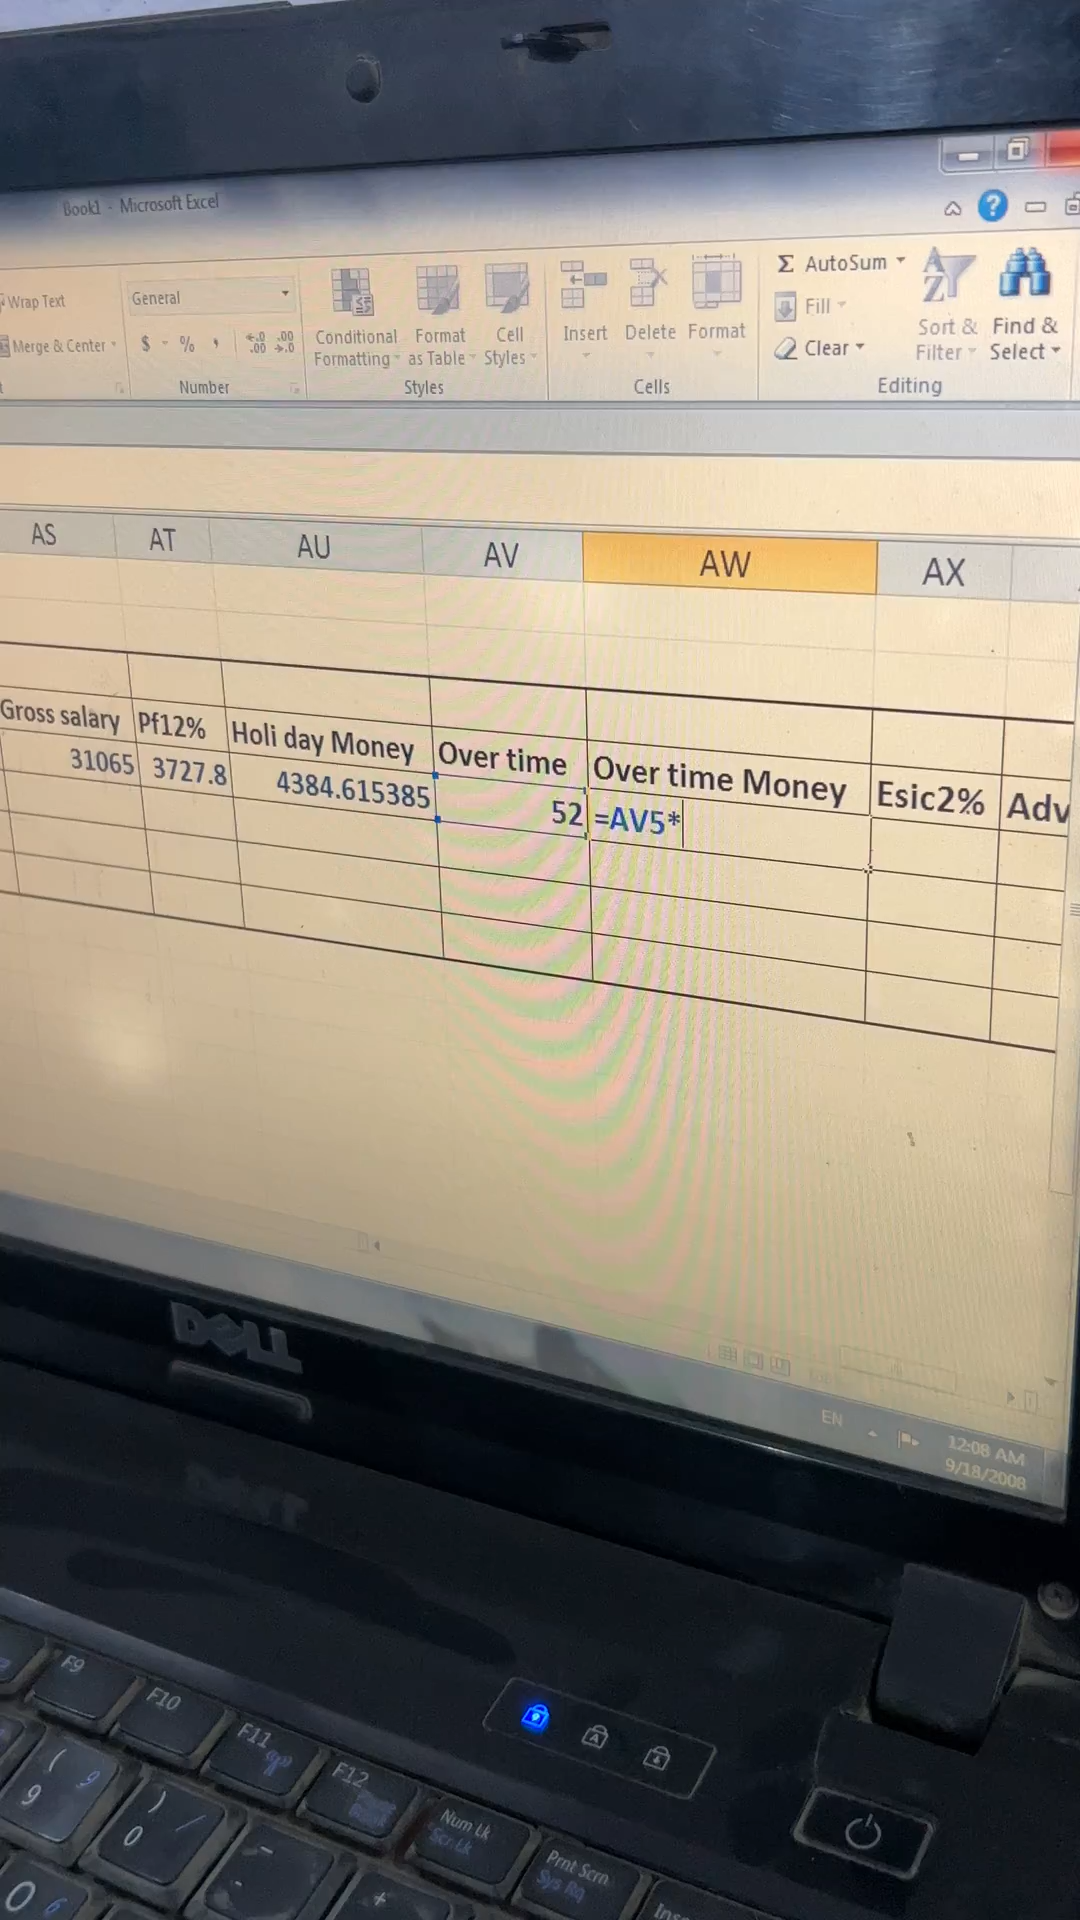 Book1 - Microsoft Excel
Wrap Text
General
Σ AutoSum
Merge & Center
$ % ,
Conditional Formatting
Format as Table
Cell Styles
Insert
Delete
Format
Fill
Clear
Sort & Filter
Find & Select
Number
Styles
Cells
Editing
AS AT AU AV AW AX
Gross salary Pf12% Holi day Money Over time Over time Money Esic2% Adv
31065 3727.8 4384.615385 52 =AV5*
DELL
EN
12:08 AM
9/18/2008
F9
F10
F11
F12
Num Lk
Scr Lk
Prnt Scrn
Sys Rq
Ins
( 9 9
) 0 /
- -
+
O 6